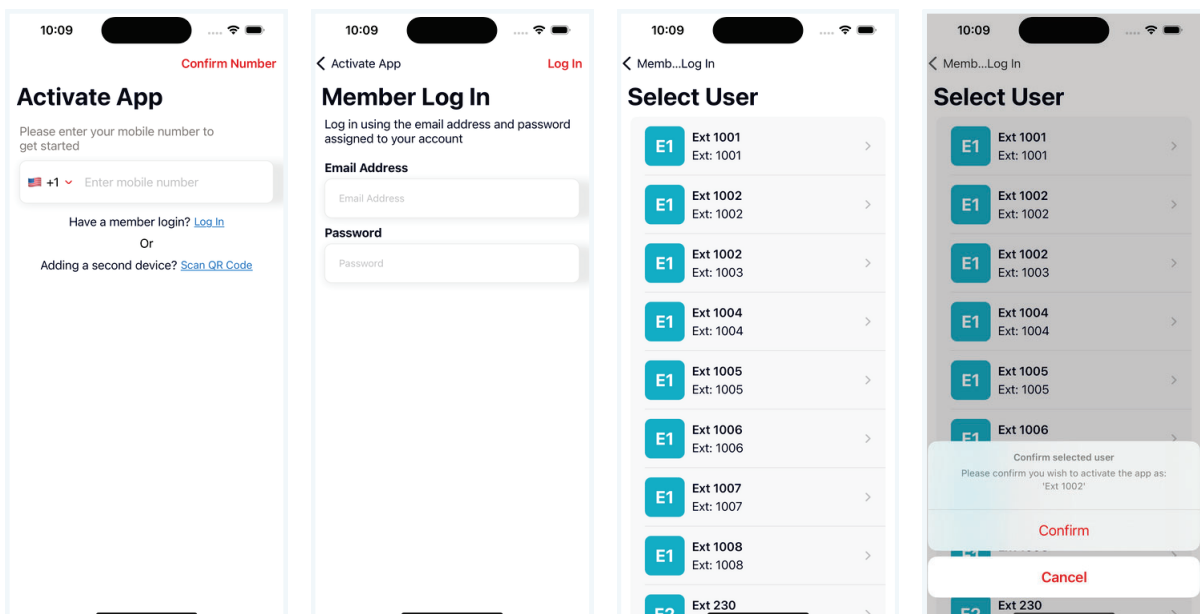 10:09
Confirm Number
Activate App
Please enter your mobile number to
get started
+1
Enter mobile number
Have a member login? Log In
Or
Adding a second device? Scan QR Code
10:09
Activate App
Log In
Member Log In
Log in using the email address and password
assigned to your account
Email Address
Email Address
Password
Password
10:09
Memb...Log In
Select User
E1
Ext 1001
Ext: 1001
E1
Ext 1002
Ext: 1002
E1
Ext 1002
Ext: 1003
E1
Ext 1004
Ext: 1004
E1
Ext 1005
Ext: 1005
E1
Ext 1006
Ext: 1006
E1
Ext 1007
Ext: 1007
E1
Ext 1008
Ext: 1008
E2
Ext 230
10:09
Memb...Log In
Select User
E1
Ext 1001
Ext: 1001
E1
Ext 1002
Ext: 1002
E1
Ext 1002
Ext: 1003
E1
Ext 1004
Ext: 1004
E1
Ext 1005
Ext: 1005
E1
Ext 1006
Confirm selected user
Please confirm you wish to activate the app as:
'Ext 1002'
Confirm
Cancel
E2
Ext 230